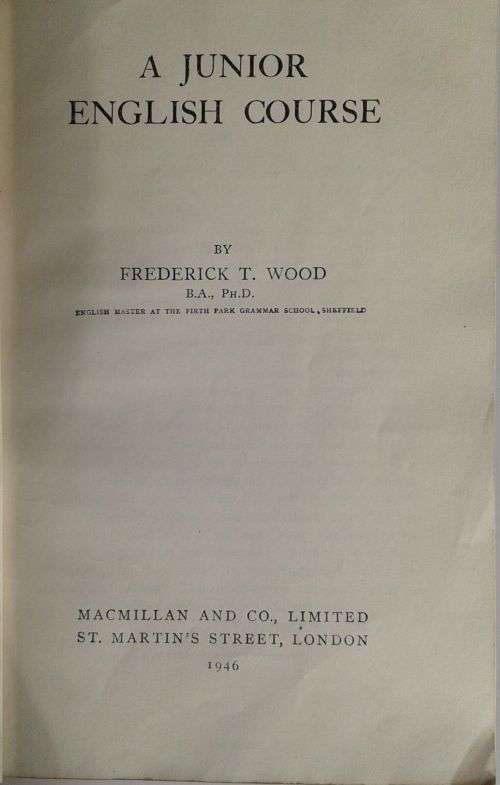 A JUNIOR
ENGLISH COURSE
BY
FREDERICK T. WOOD
B.A., PH.D.
ENGLISH MASTER AT THE FIRTH PARK GRAMMAR SCHOOL, SHEFFIELD
MACMILLAN AND CO., LIMITED
ST. MARTIN'S STREET, LONDON
1946